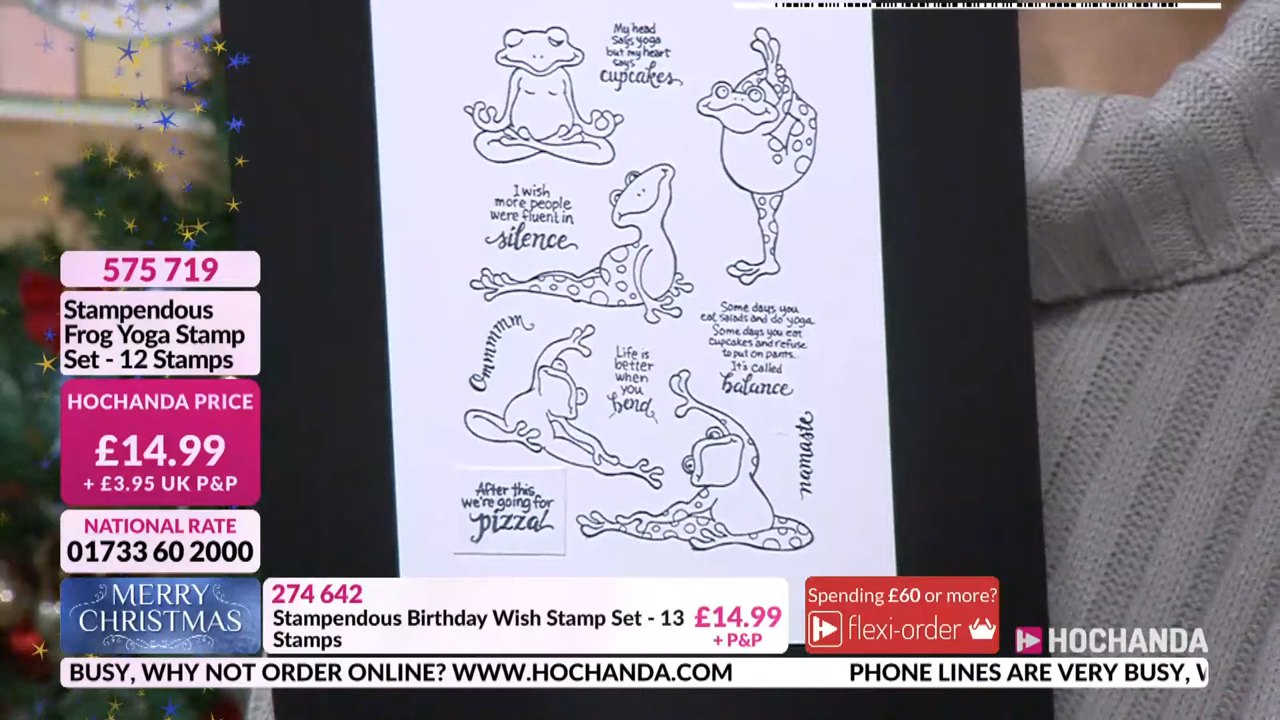 My head
says yoga
but my heart
says
cupcakes
I wish
more people
were fluent in
silence
Ommmm
Life is
better
when
you
bend
Some days you
eat salads and do yoga.
Some days you eat
cupcakes and refuse
to put on pants.
It's called
balance
namaste
After this
we're going for
pizza
575 719
Stampendous
Frog Yoga Stamp
Set - 12 Stamps
HOCHANDA PRICE
£14.99
+ £3.95 UK P&P
NATIONAL RATE
01733 60 2000
MERRY
CHRISTMAS
274 642
Stampendous Birthday Wish Stamp Set - 13
Stamps
£14.99
+ P&P
Spending £60 or more?
flexi-order
HOCHANDA
BUSY, WHY NOT ORDER ONLINE? WWW.HOCHANDA.COM
PHONE LINES ARE VERY BUSY,